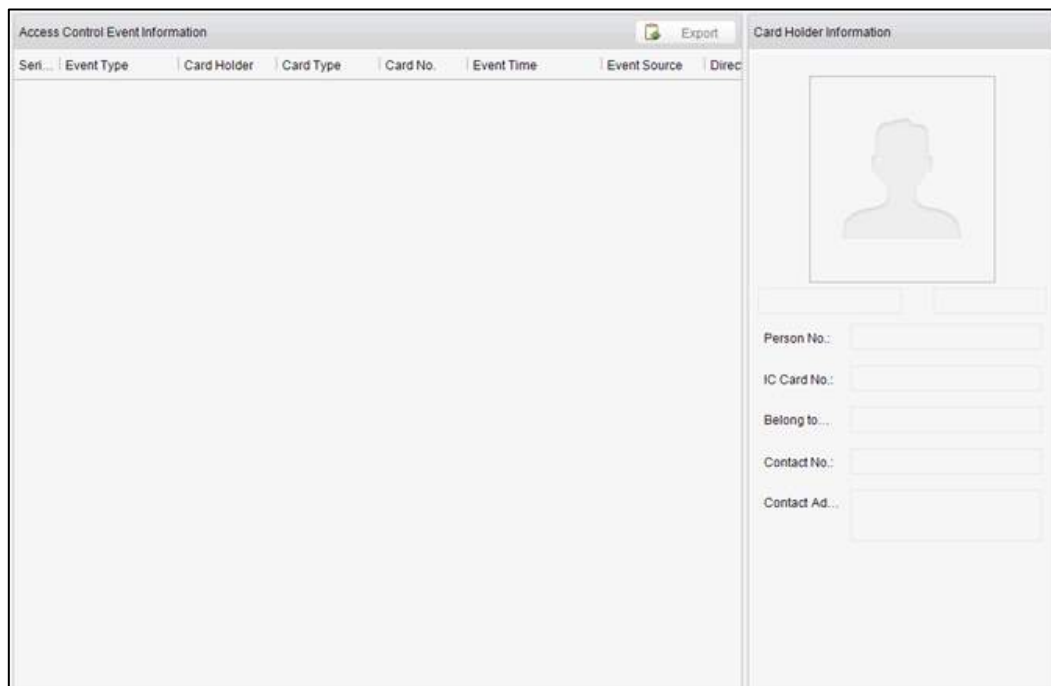 Access Control Event Information
Export
Card Holder Information
Seri... Event Type Card Holder Card Type Card No. Event Time Event Source Direc
Person No.:
IC Card No.:
Belong to...
Contact No.:
Contact Ad...